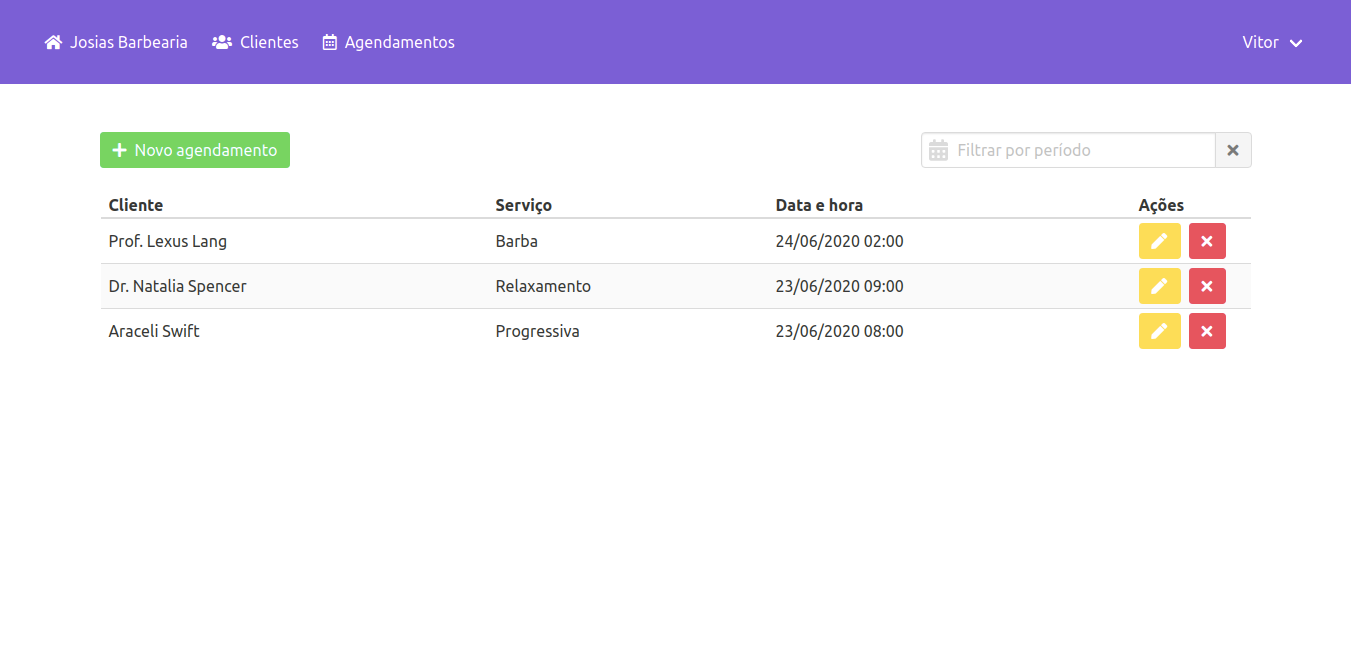 Josias Barbearia Clientes Agendamentos Vitor
Novo agendamento Filtrar por período
Cliente Serviço Data e hora Ações
Prof. Lexus Lang Barba 24/06/2020 02:00
Dr. Natalia Spencer Relaxamento 23/06/2020 09:00
Araceli Swift Progressiva 23/06/2020 08:00